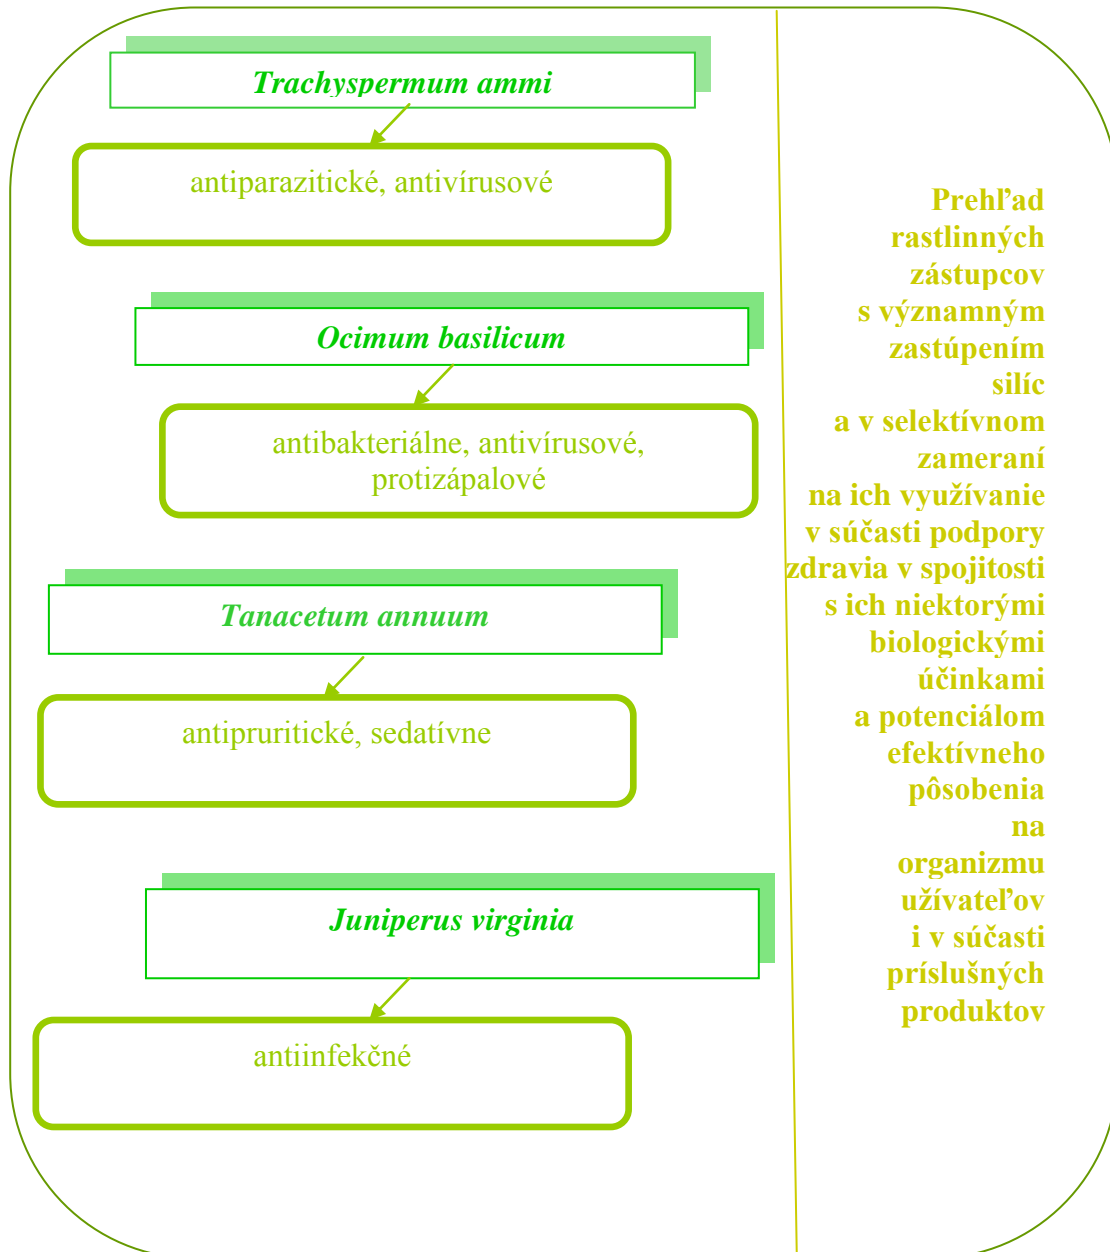 Trachyspermum ammi
antiparazitické, antivírusové
Ocimum basilicum
antibakteriálne, antivírusové,
protizápalové
Tanacetum annuum
antipruritické, sedatívne
Juniperus virginia
antiinfekčné
Prehľad
rastlinných
zástupcov
s významným
zastúpením
silíc
a v selektívnom
zameraní
na ich využívanie
v súčasti podpory
zdravia v spojitosti
s ich niektorými
biologickými
účinkami
a potenciálom
efektívneho
pôsobenia
na
organizmu
užívateľov
i v súčasti
príslušných
produktov